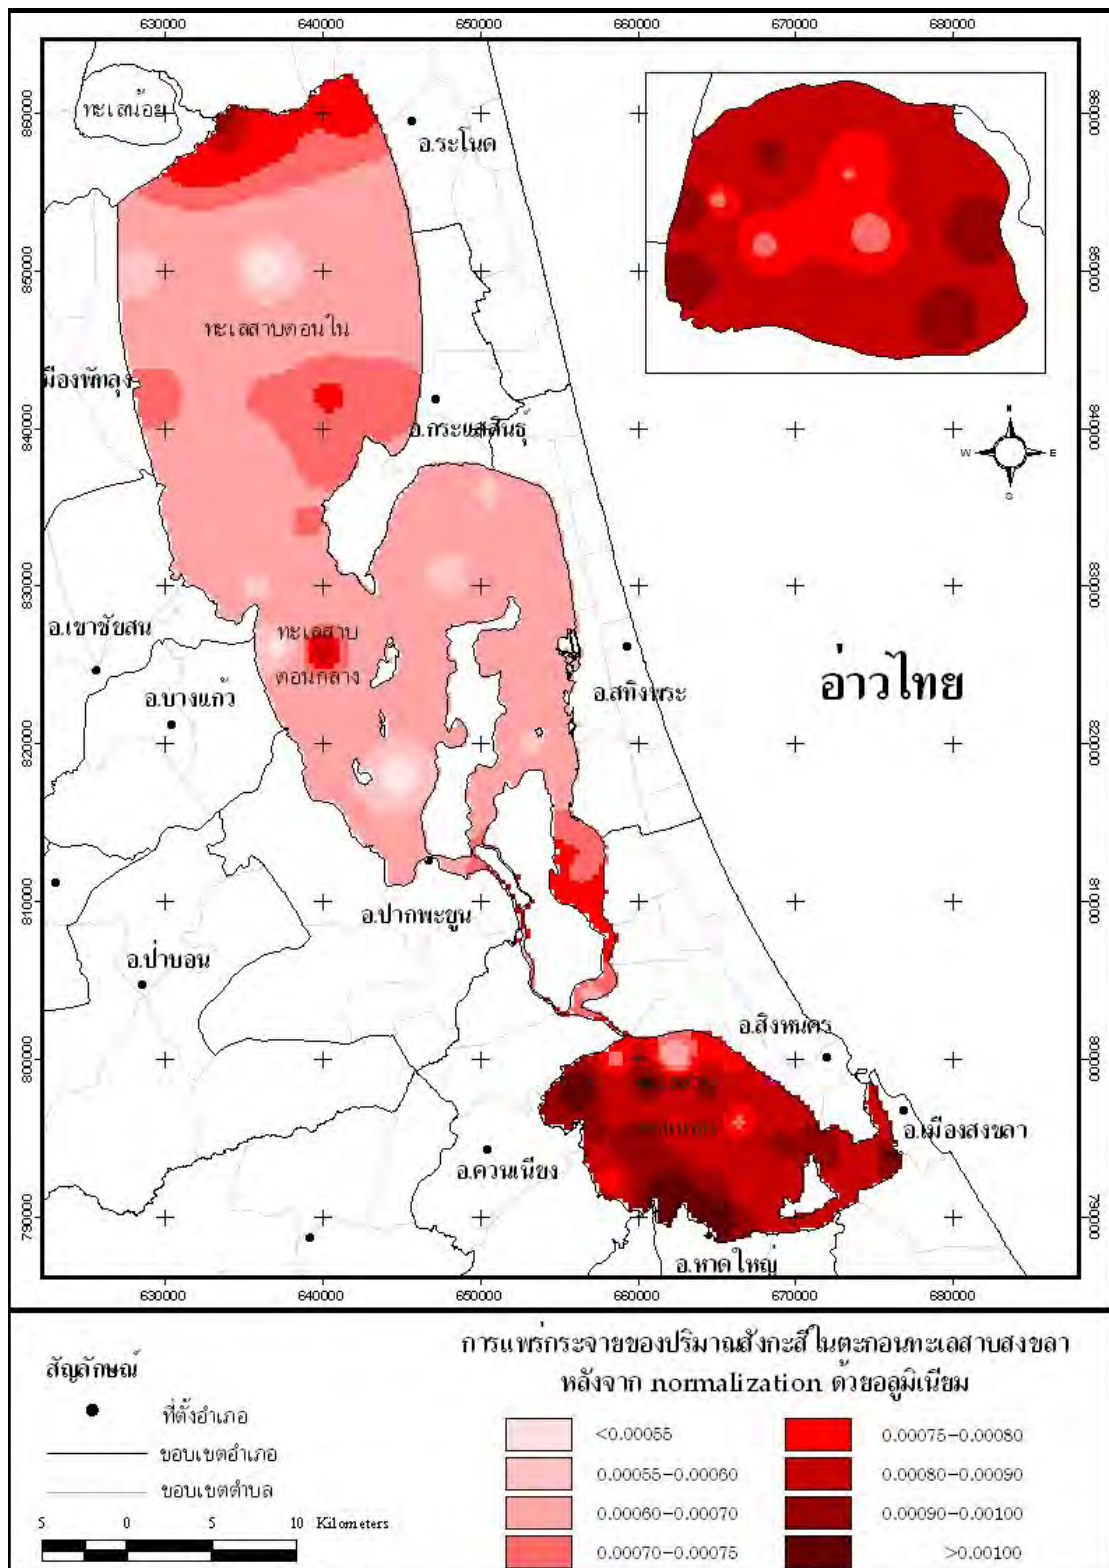 630000 640000 650000 660000 670000 680000
860000 860000
850000 850000
840000 840000
830000 830000
820000 820000
810000 810000
800000 800000
790000 790000
ทะเลน้อย
อ.ระโนด
ทะเลสาบตอนใน
เมืองพัทลุง
อ.กระแสสินธุ์
N
W E
S
อ.เขาชัยสน
ทะเลสาบ
ตอนกลาง
อ.บางแก้ว
อ.สทิงพระ
อ่าวไทย
อ.ปากพะยูน
อ.ป่าบอน
อ.สิงหนคร
อ.เมืองสงขลา
อ.ควนเนียง
อ.หาดใหญ่
630000 640000 650000 660000 670000 680000
การแพร่กระจายของปริมาณสังกะสีในตะกอนทะเลสาบสงขลา
หลังจาก normalization ด้วยอลูมิเนียม
สัญลักษณ์
ที่ตั้งอำเภอ
ขอบเขตอำเภอ
ขอบเขตตำบล
5 0 5 10 Kilometers
<0.00055 0.00075-0.00080
0.00055-0.00060 0.00080-0.00090
0.00060-0.00070 0.00090-0.00100
0.00070-0.00075 >0.00100